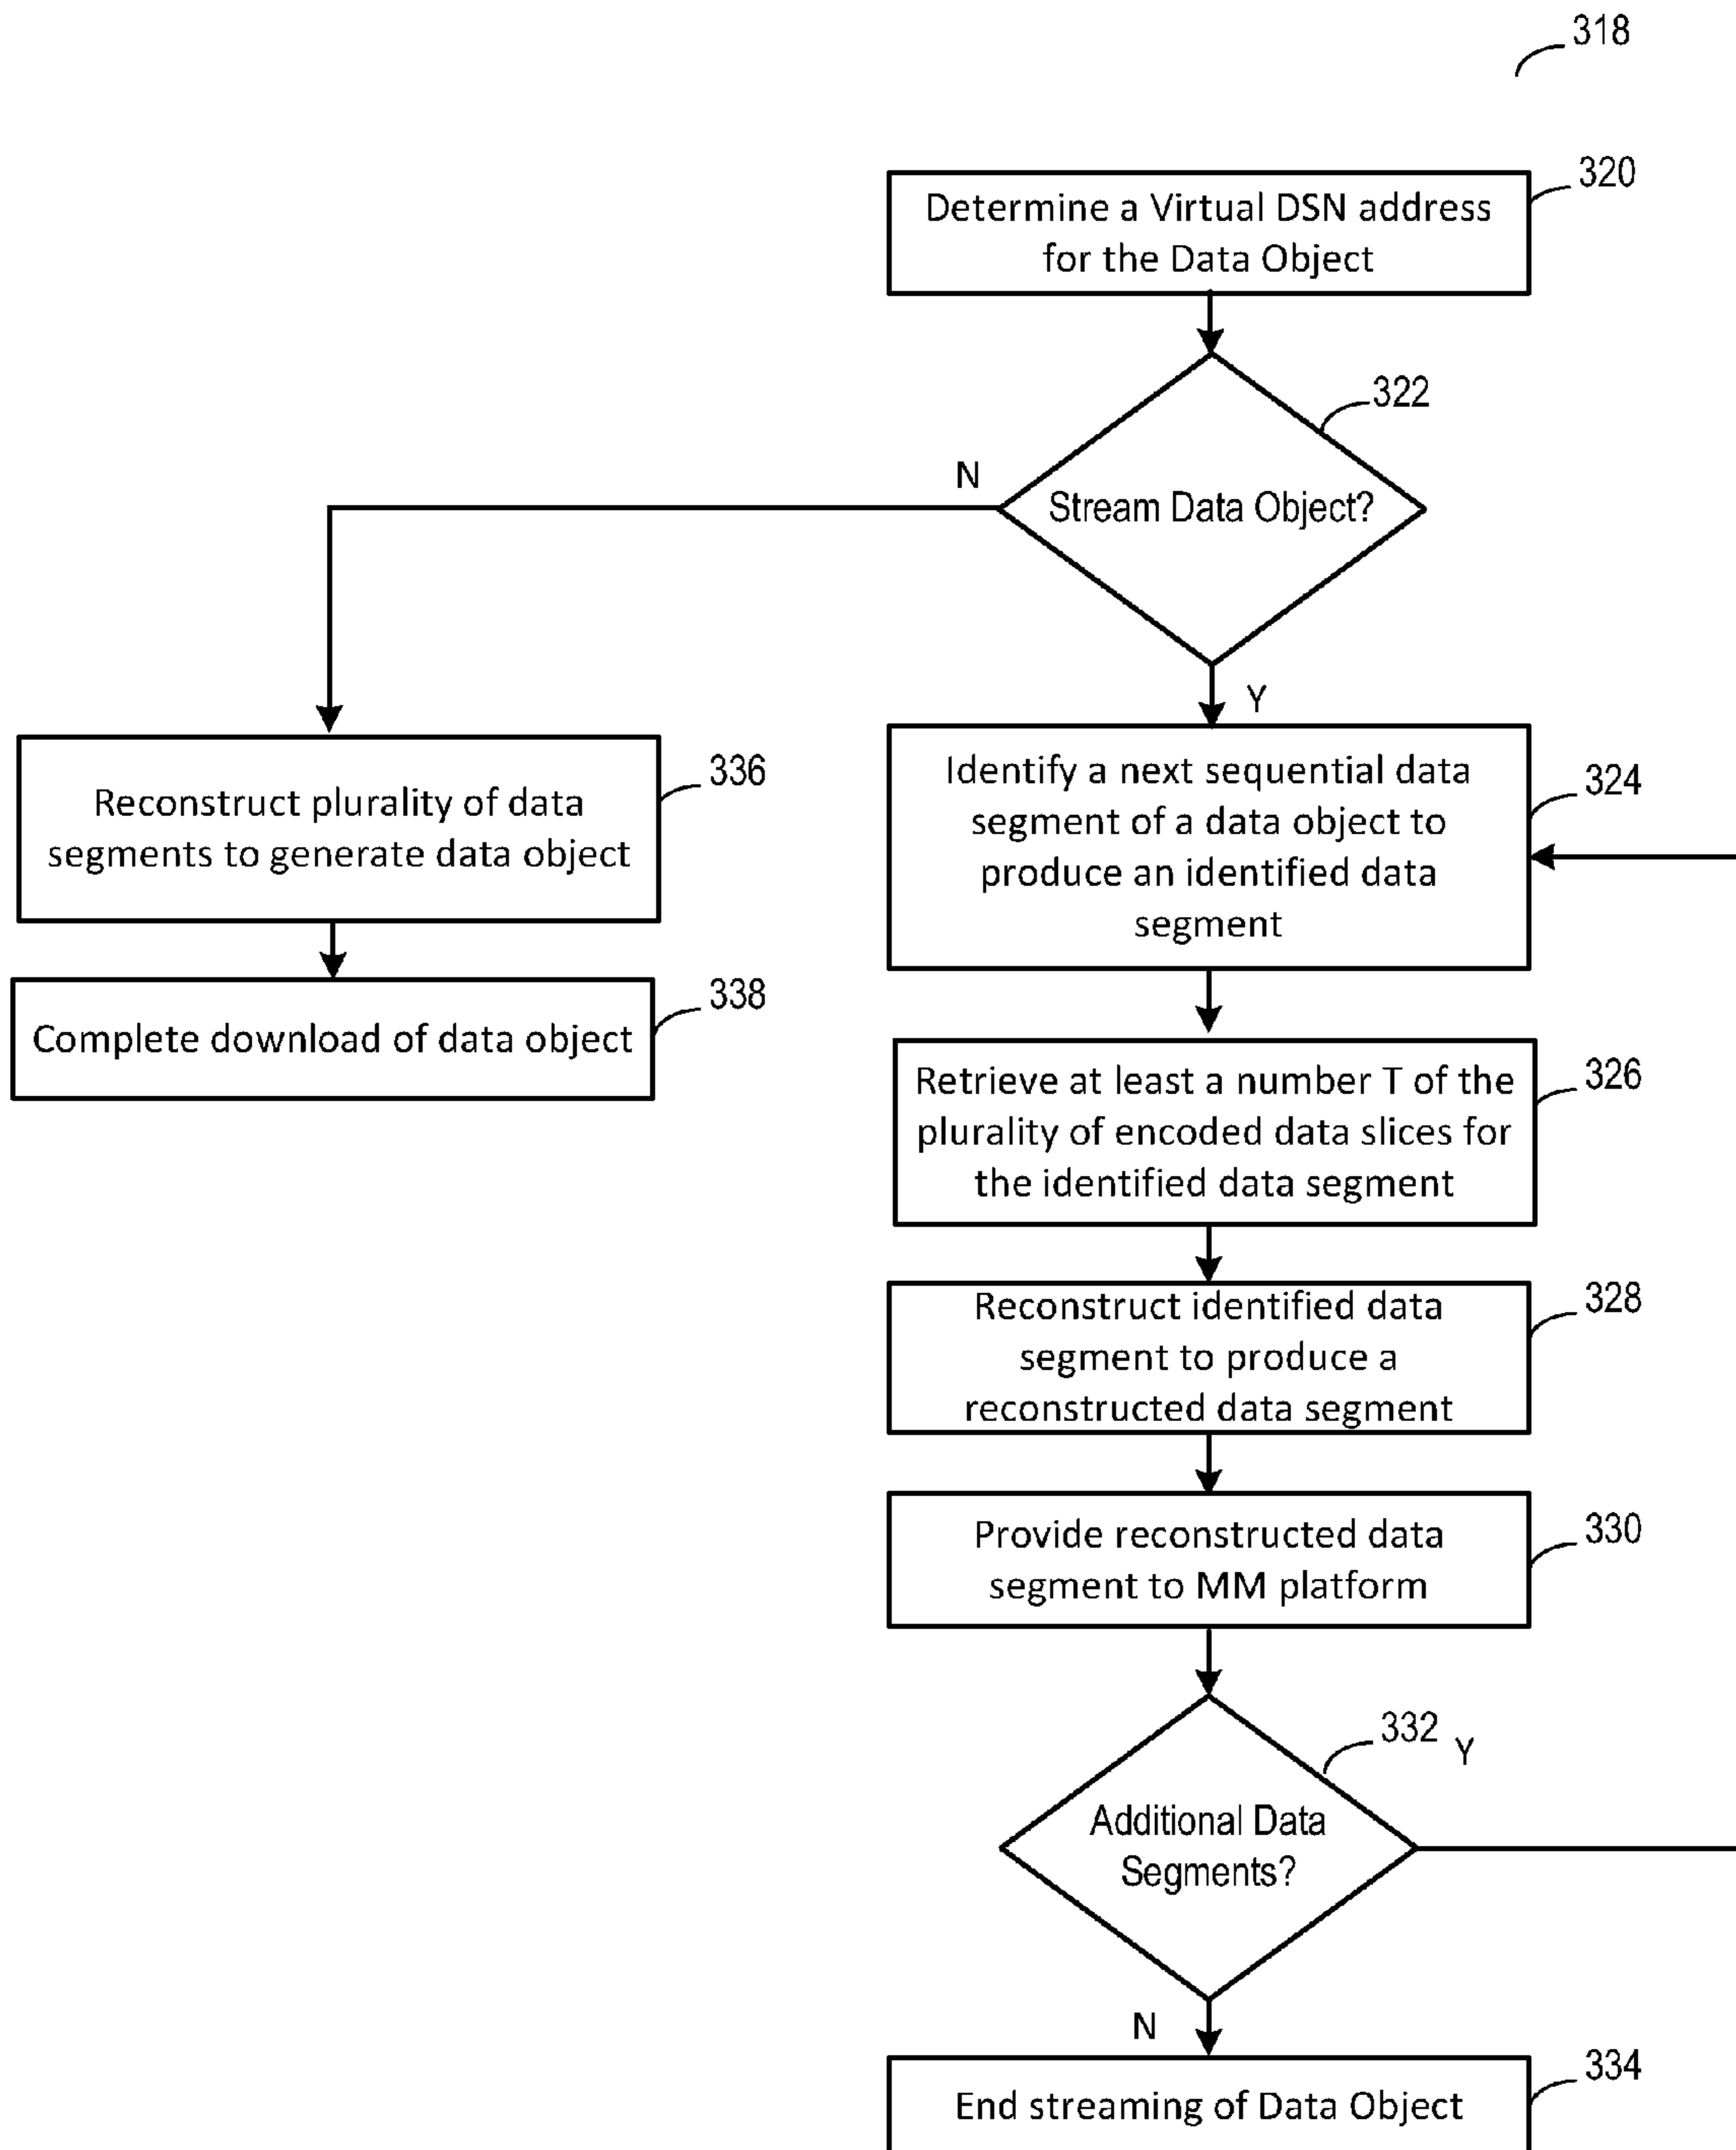 318
320
Determine a Virtual DSN address
for the Data Object
322
N
Stream Data Object?
Y
336
Reconstruct plurality of data
segments to generate data object
338
Complete download of data object
324
Identify a next sequential data
segment of a data object to
produce an identified data
segment
326
Retrieve at least a number T of the
plurality of encoded data slices for
the identified data segment
328
Reconstruct identified data
segment to produce a
reconstructed data segment
330
Provide reconstructed data
segment to MM platform
332
Y
Additional Data
Segments?
N
334
End streaming of Data Object